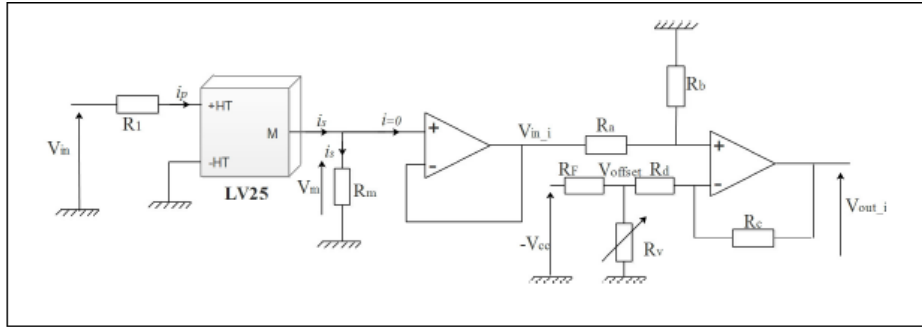 Rb
ip
+HT
R1
M
is
i=0
Vin_i
Ra
Vin
is
-HT
Vm
Rm
LV25
RF
Voffset
Rd
Vout_i
Rc
-Vcc
Rv